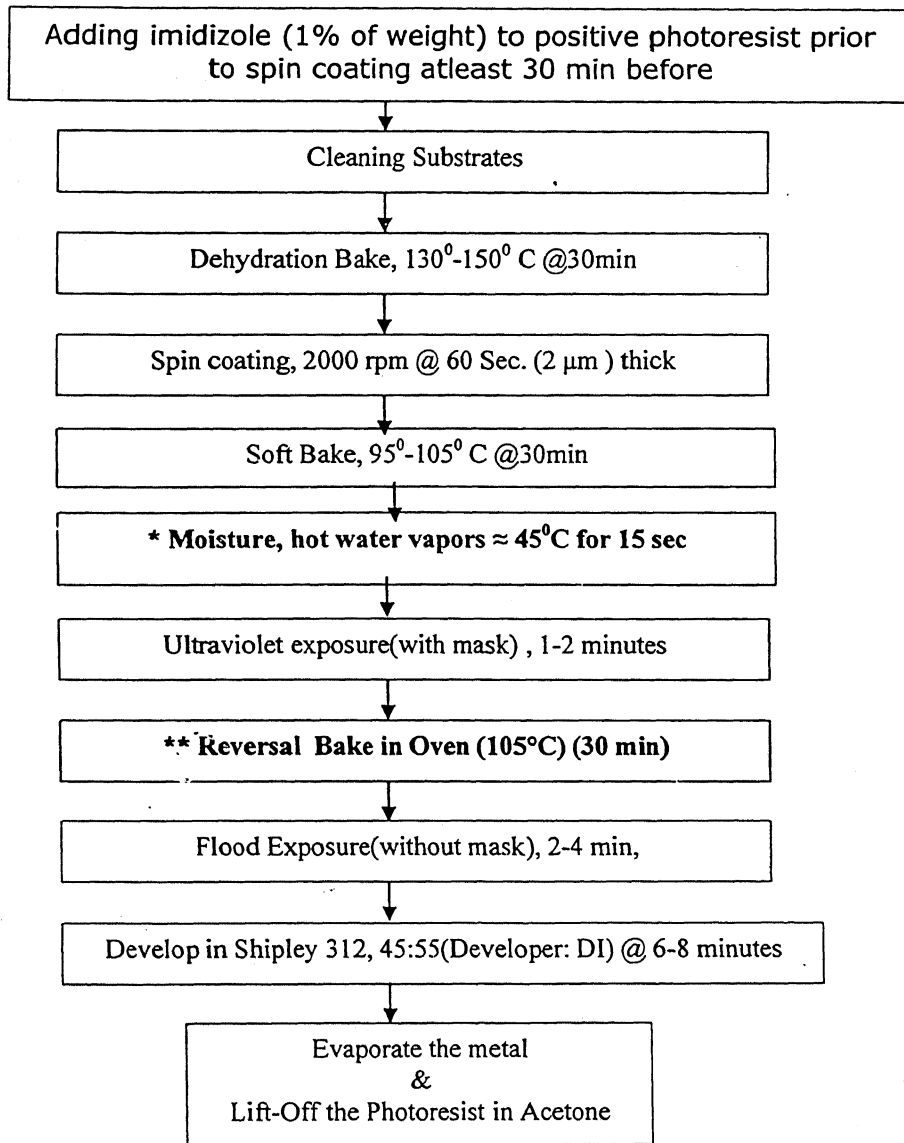 Adding imidizole (1% of weight) to positive photoresist prior
to spin coating atleast 30 min before
Cleaning Substrates
Dehydration Bake, 130⁰-150⁰ C @30min
Spin coating, 2000 rpm @ 60 Sec. (2 µm ) thick
Soft Bake, 95⁰-105⁰ C @30min
* Moisture, hot water vapors ≈ 45⁰C for 15 sec
Ultraviolet exposure(with mask) , 1-2 minutes
** Reversal Bake in Oven (105°C) (30 min)
Flood Exposure(without mask), 2-4 min,
Develop in Shipley 312, 45:55(Developer: DI) @ 6-8 minutes
Evaporate the metal
&
Lift-Off the Photoresist in Acetone